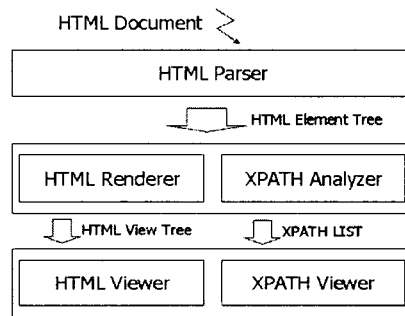 HTML Document
HTML Parser
HTML Element Tree
HTML Renderer XPATH Analyzer
HTML View Tree XPATH LIST
HTML Viewer XPATH Viewer